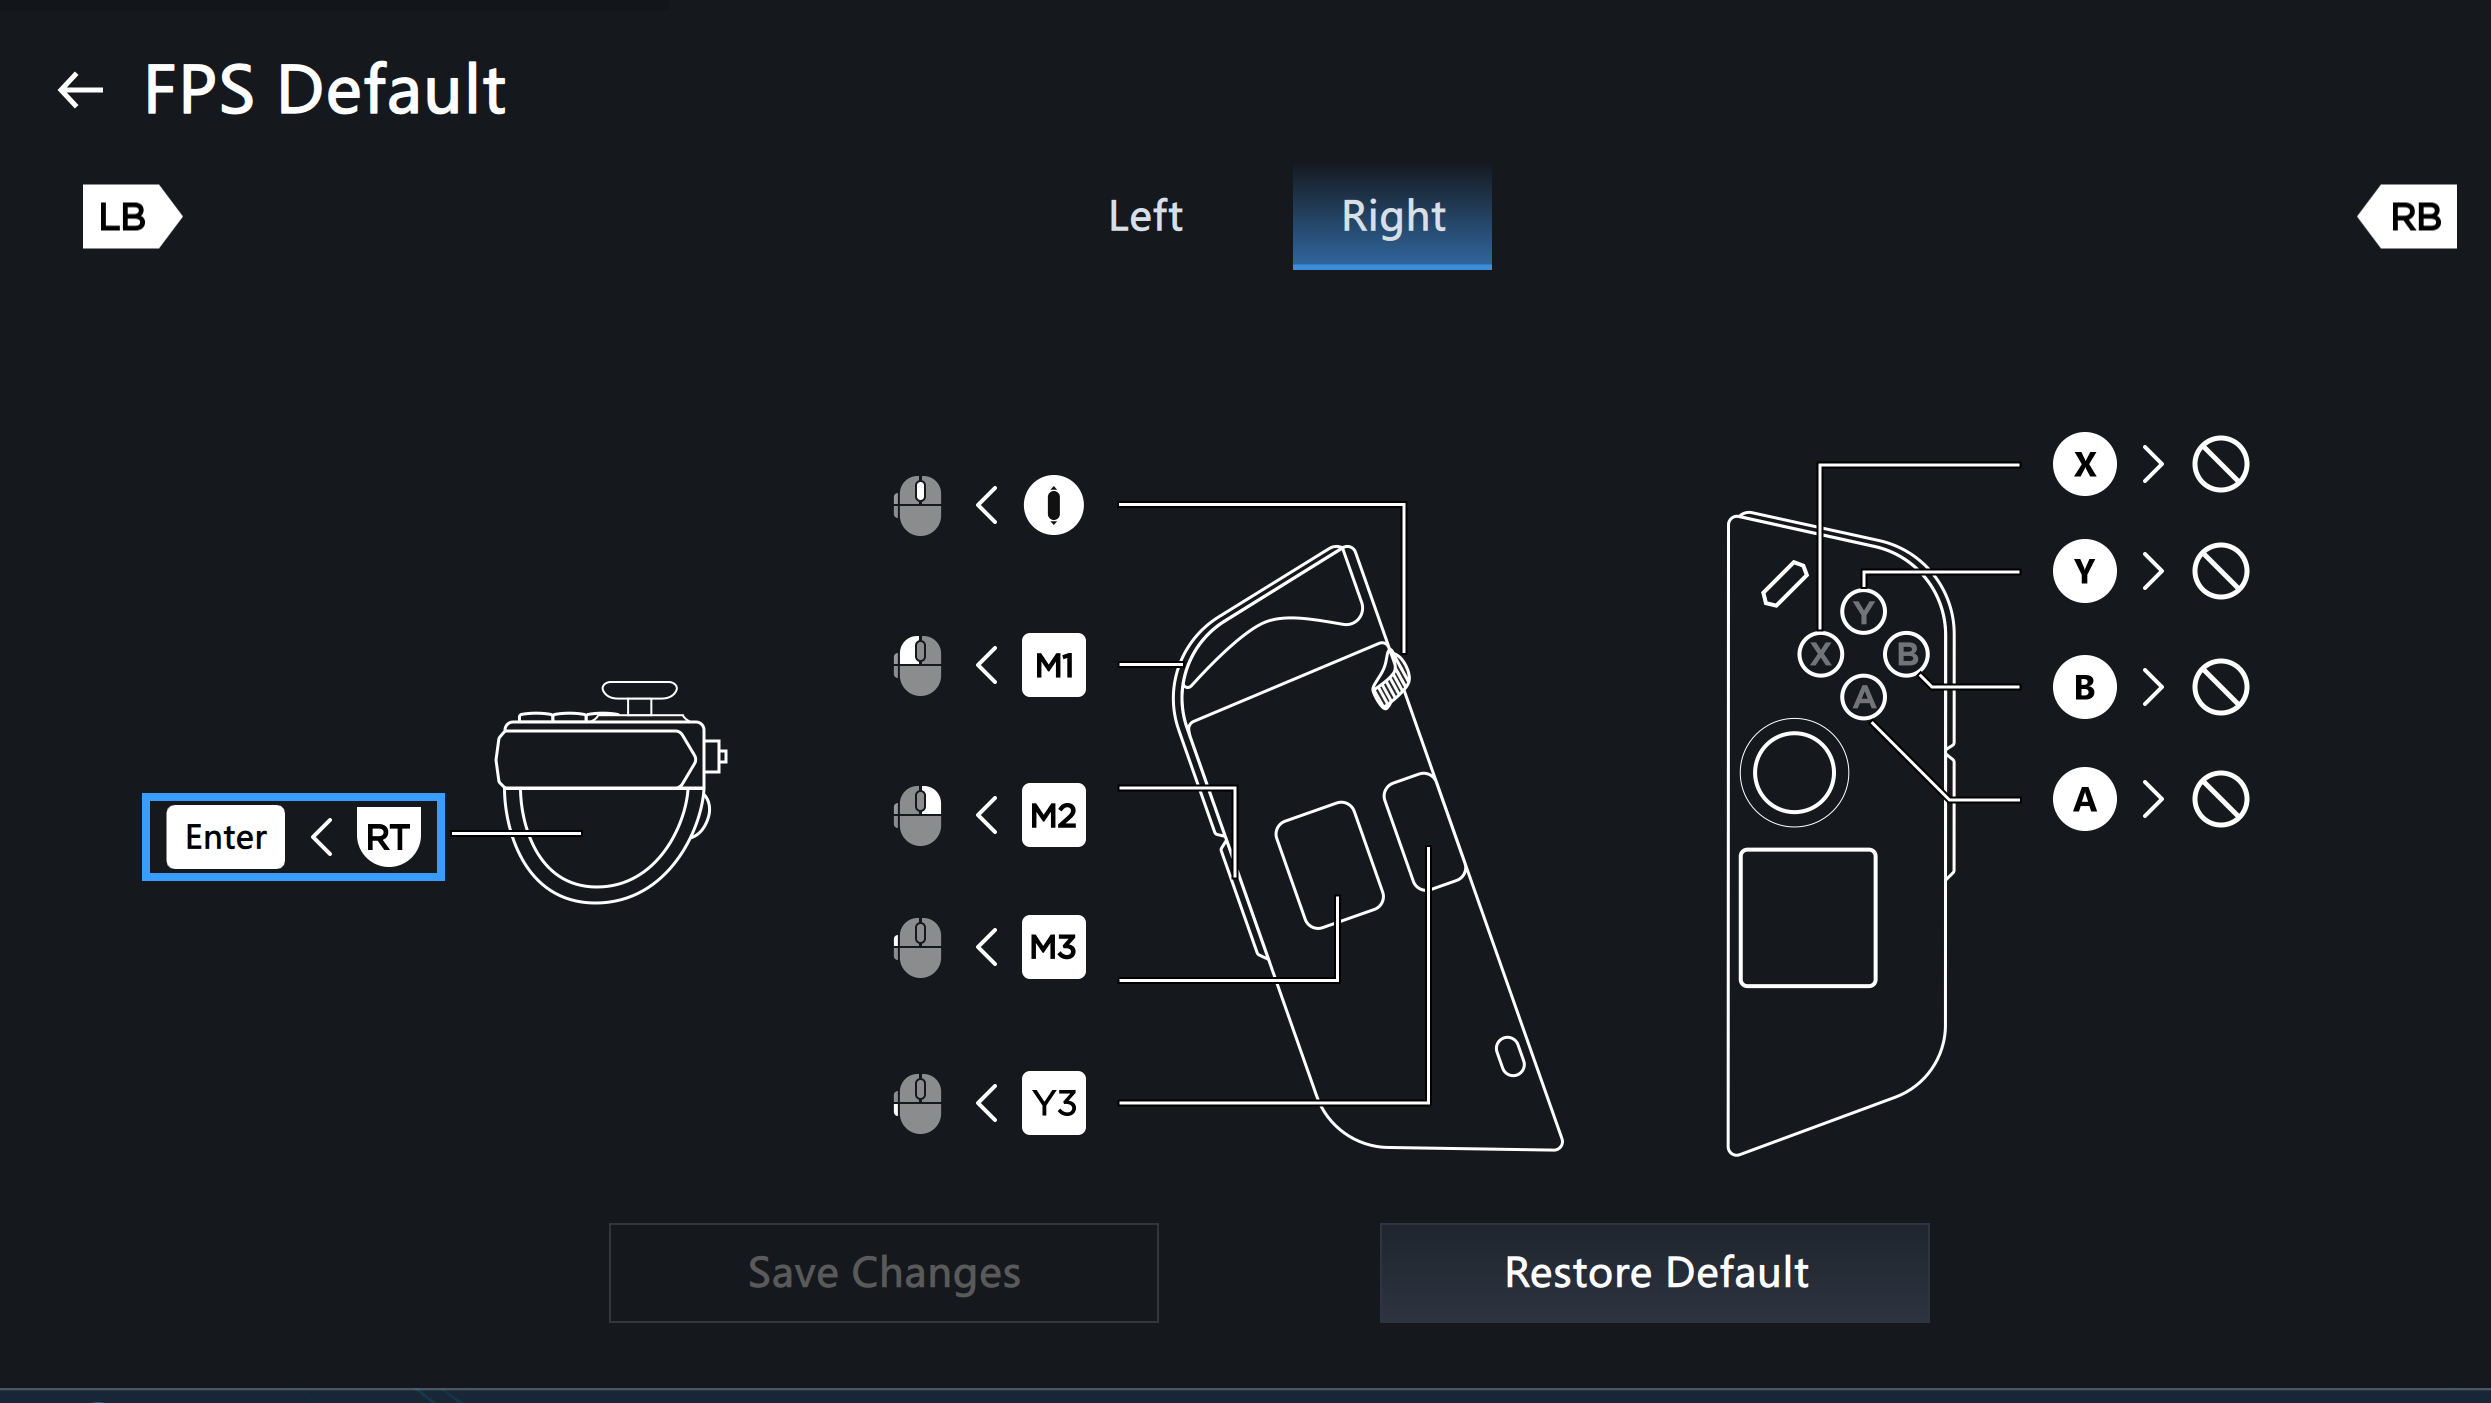 FPS Default
LB
Left
Right
RB
Enter
RT
M1
M2
M3
Y3
X
Y
B
A
Y
X
B
A
Save Changes
Restore Default